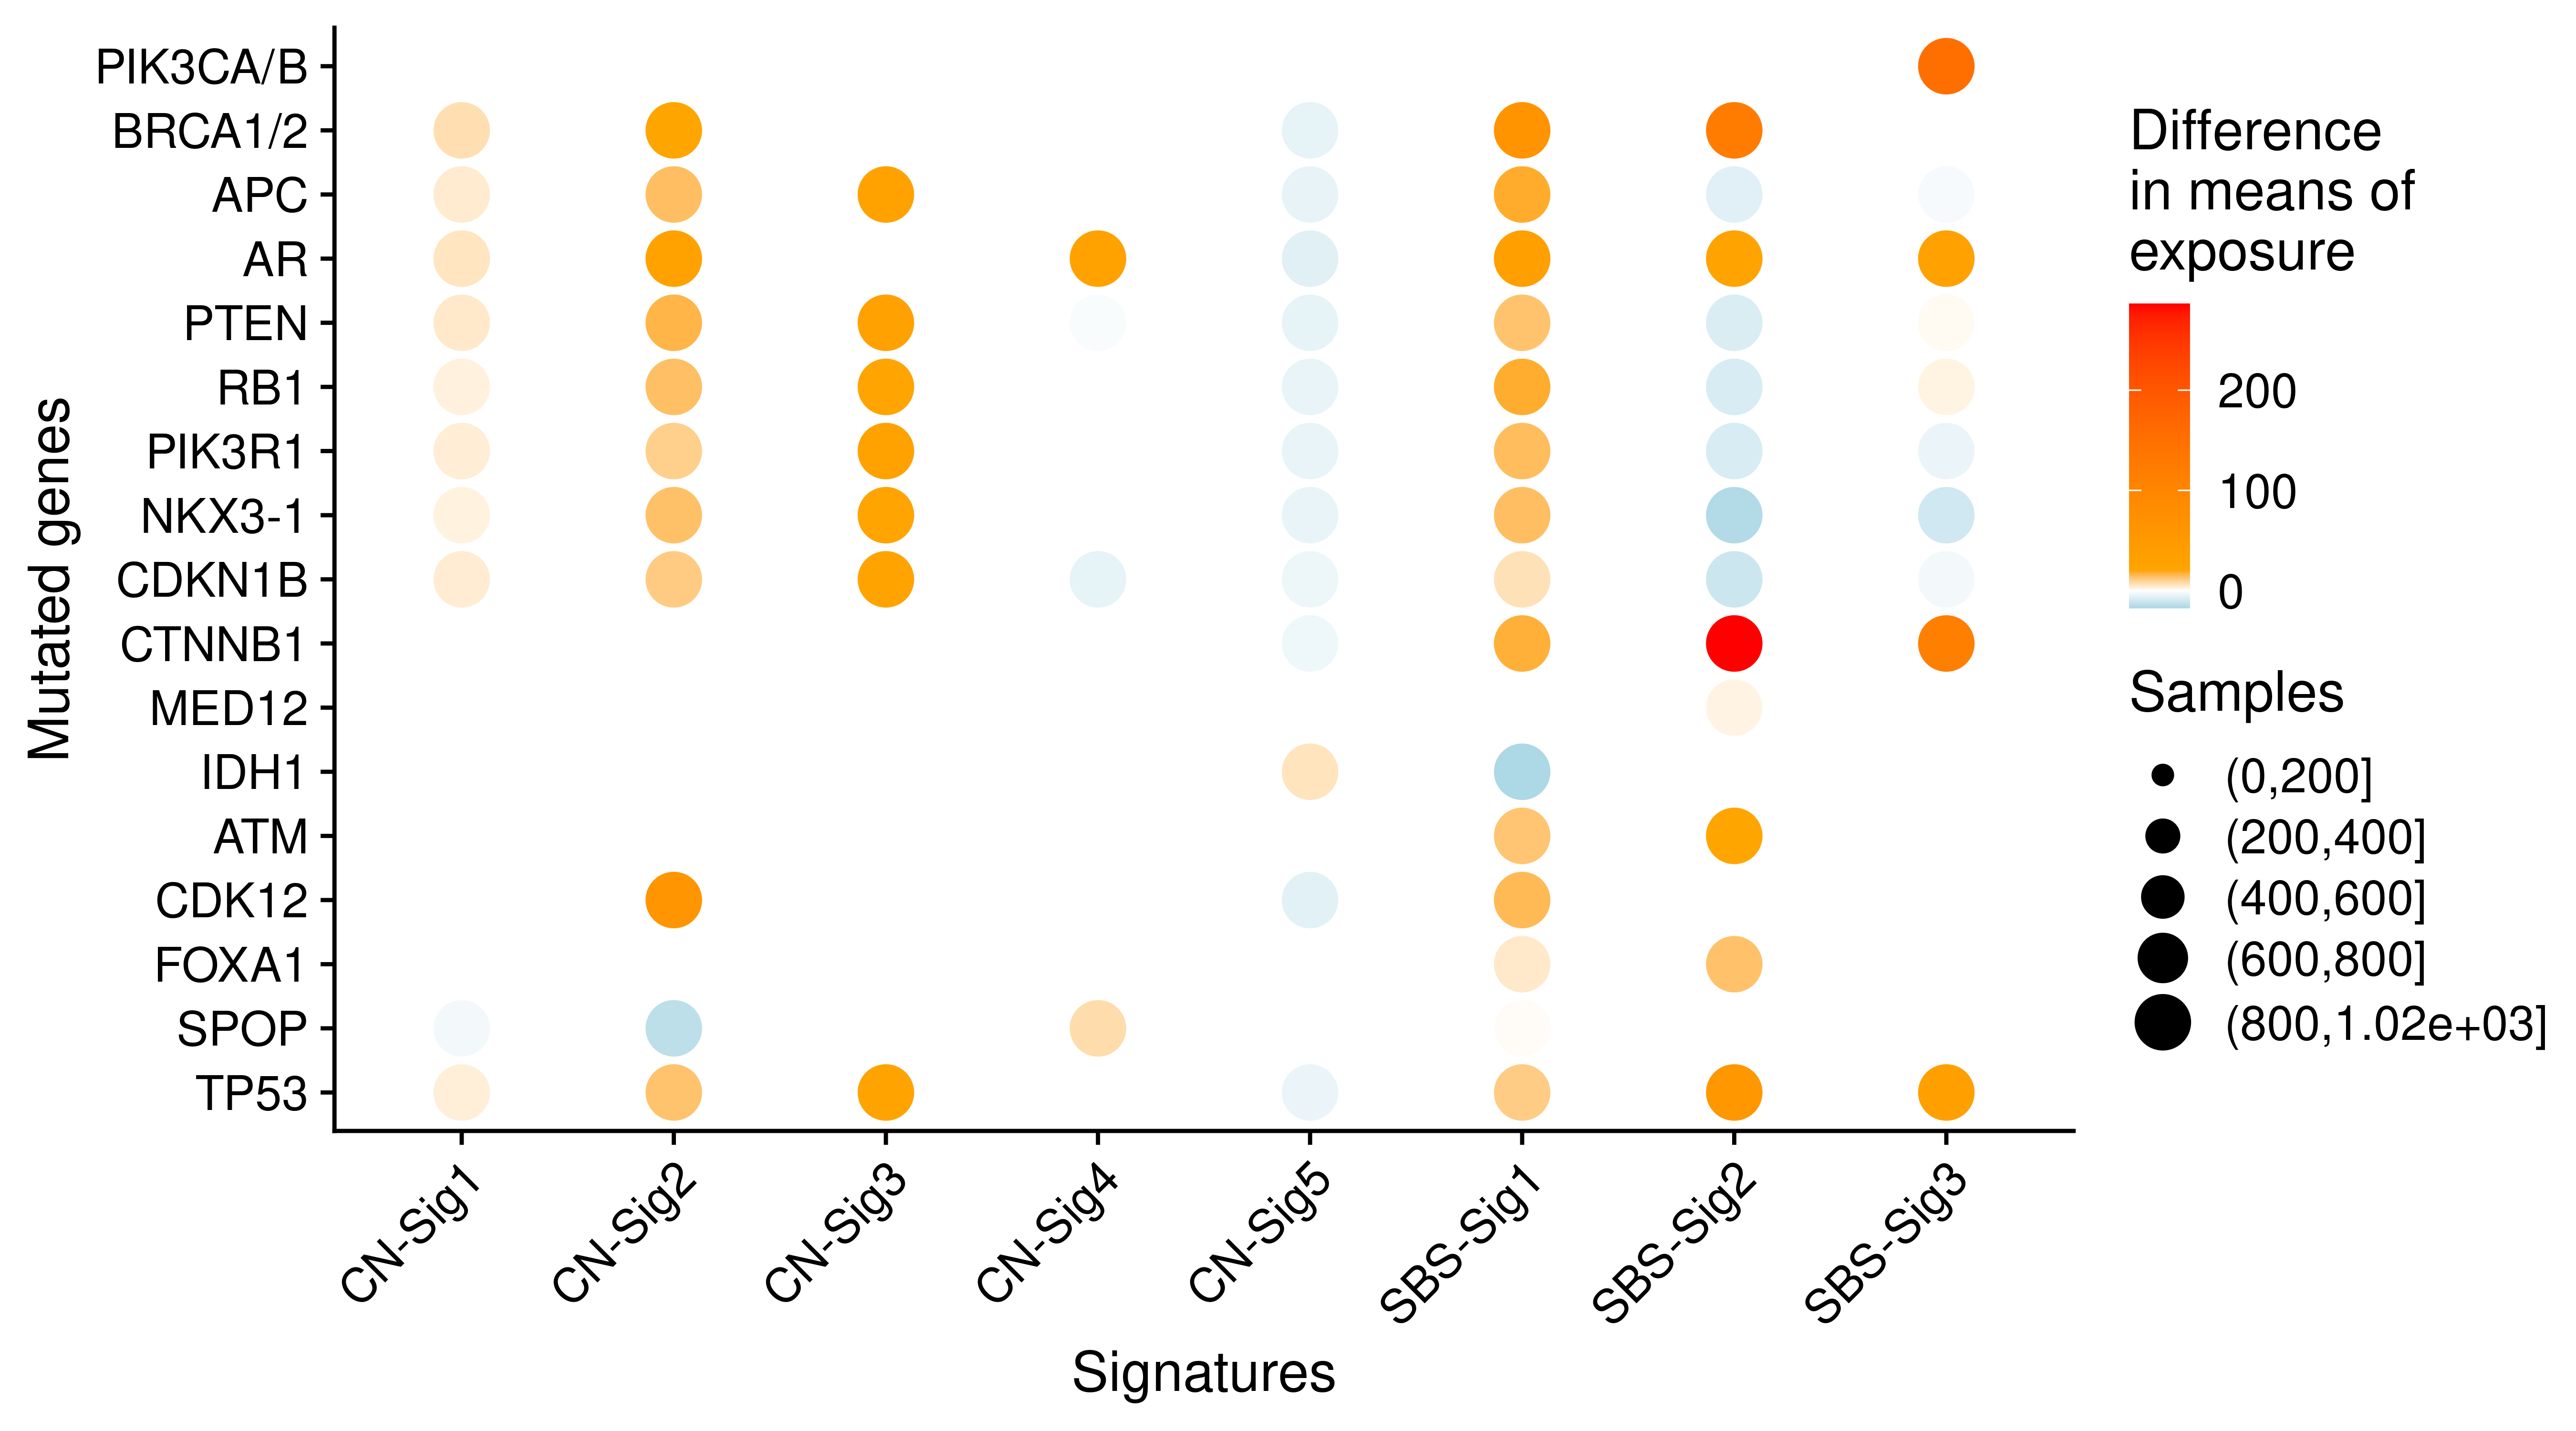 Mutated genes
PIK3CA/B
BRCA1/2
APC
AR
PTEN
RB1
PIK3R1
NKX3-1
CDKN1B
CTNNB1
MED12
IDH1
ATM
CDK12
FOXA1
SPOP
TP53
CN-Sig1
CN-Sig2
CN-Sig3
CN-Sig4
CN-Sig5
SBS-Sig1
SBS-Sig2
SBS-Sig3
Signatures
Difference
in means of
exposure
200
100
0
Samples
(0,200]
(200,400]
(400,600]
(600,800]
(800,1.02e+03]